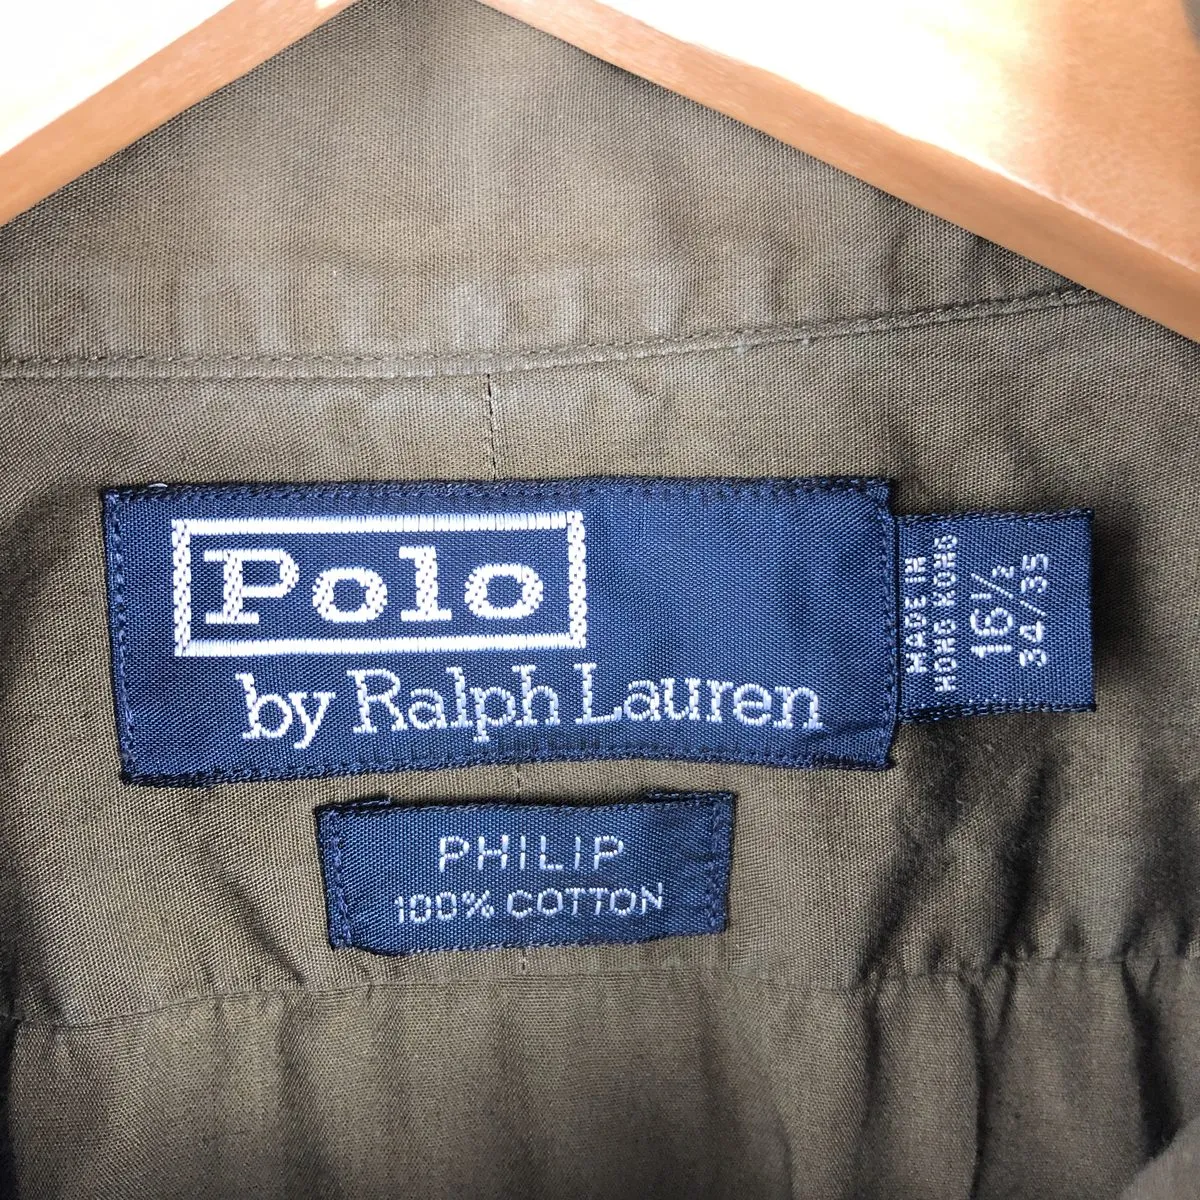 Polo
by Ralph Lauren
MADE IN
HONG KONG
16½
34/35
PHILIP
100% COTTON